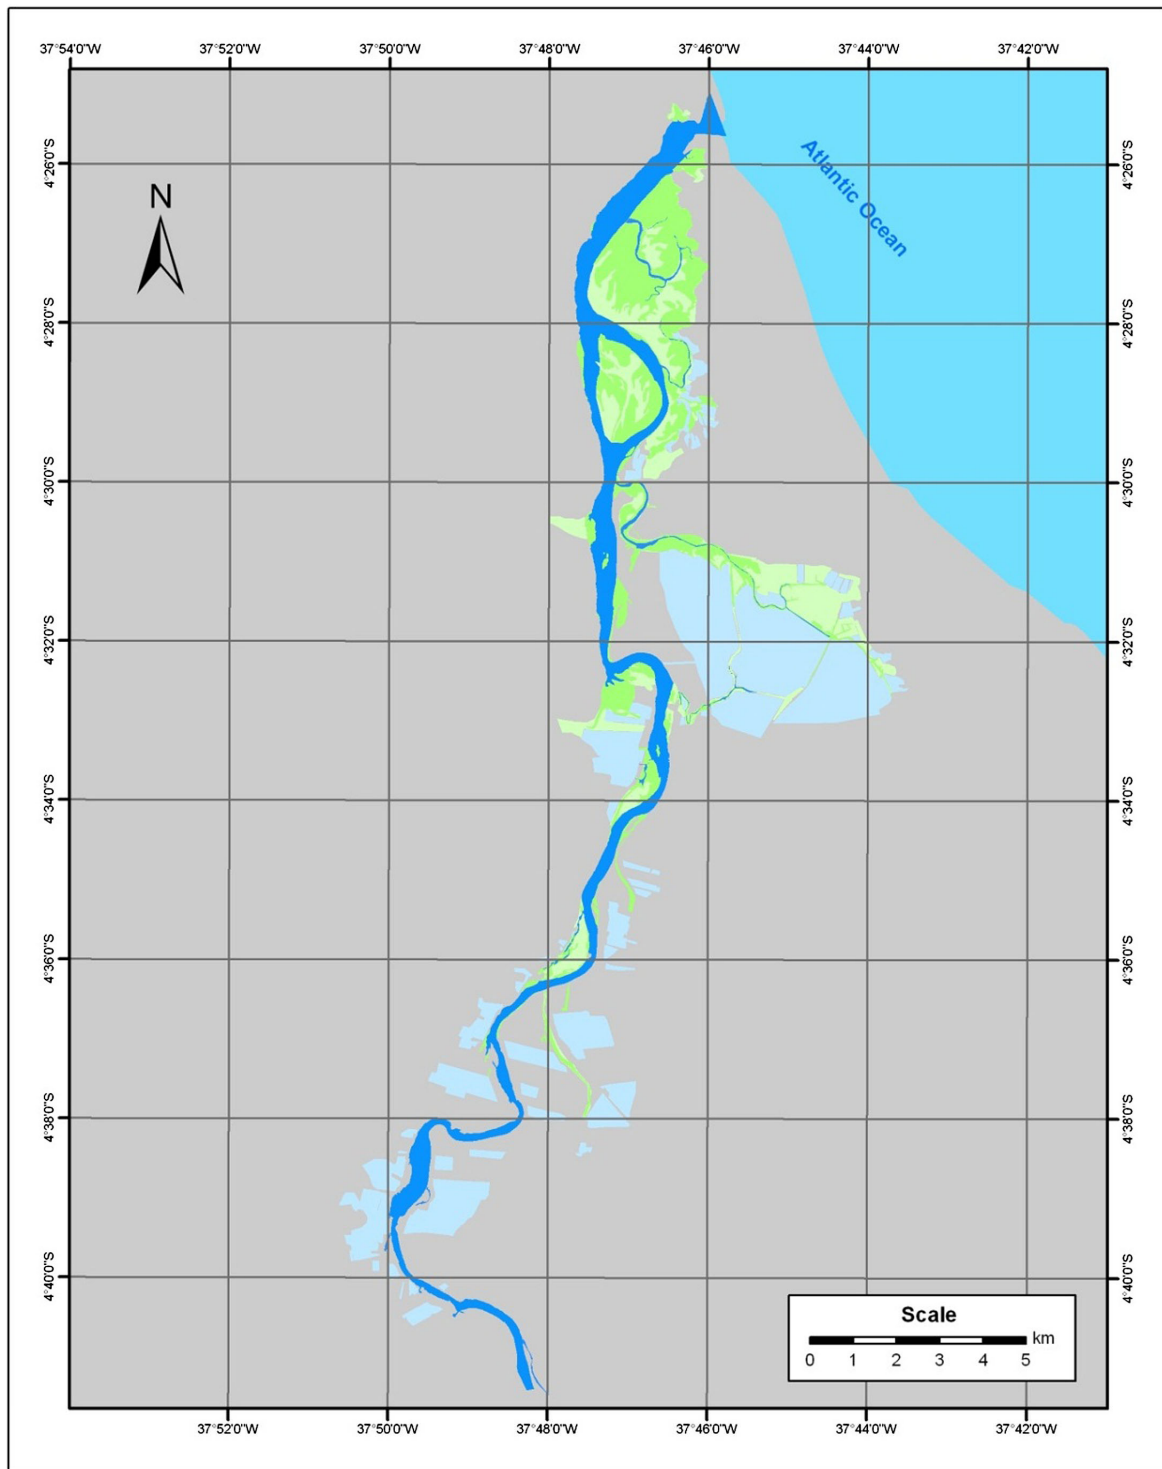 37°54'0"W 37°52'0"W 37°50'0"W 37°48'0"W 37°46'0"W 37°44'0"W 37°42'0"W
Atlantic Ocean
4°26'0"S 4°26'0"S
N
4°28'0"S 4°28'0"S
4°30'0"S 4°30'0"S
4°32'0"S 4°32'0"S
4°34'0"S 4°34'0"S
4°36'0"S 4°36'0"S
4°38'0"S 4°38'0"S
4°40'0"S 4°40'0"S
Scale
km
0 1 2 3 4 5
37°52'0"W 37°50'0"W 37°48'0"W 37°46'0"W 37°44'0"W 37°42'0"W